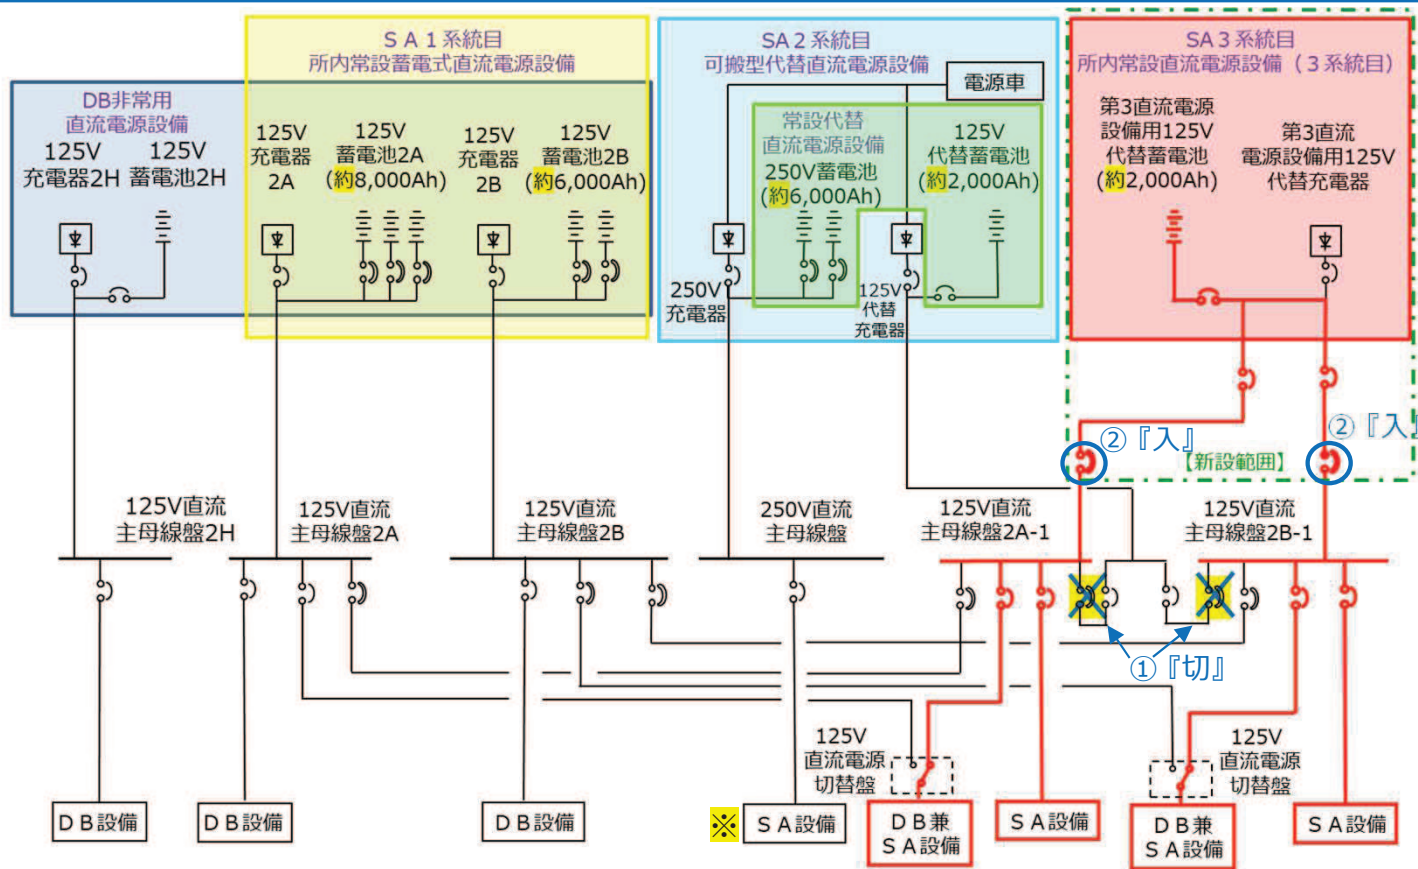 SA1系統目
所内常設蓄電式直流電源設備
SA2系統目
可搬型代替直流電源設備
SA3系統目
所内常設直流電源設備（3系統目）
DB非常用
直流電源設備
125V
充電器2H
125V
蓄電池2H
125V
充電器
2A
125V
蓄電池2A
(約8,000Ah)
125V
充電器
2B
125V
蓄電池2B
(約6,000Ah)
電源車
常設代替
直流電源設備
250V蓄電池
(約6,000Ah)
125V
代替蓄電池
(約2,000Ah)
250V
充電器
125V
代替
充電器
第3直流電源
設備用125V
代替蓄電池
(約2,000Ah)
第3直流
電源設備用125V
代替充電器
②『入』
②『入』
【新設範囲】
125V直流
主母線盤2H
125V直流
主母線盤2A
125V直流
主母線盤2B
250V直流
主母線盤
125V直流
主母線盤2A-1
125V直流
主母線盤2B-1
①『切』
125V
直流電源
切替盤
125V
直流電源
切替盤
DB設備
DB設備
DB設備
※
SA設備
DB兼
SA設備
SA設備
DB兼
SA設備
SA設備